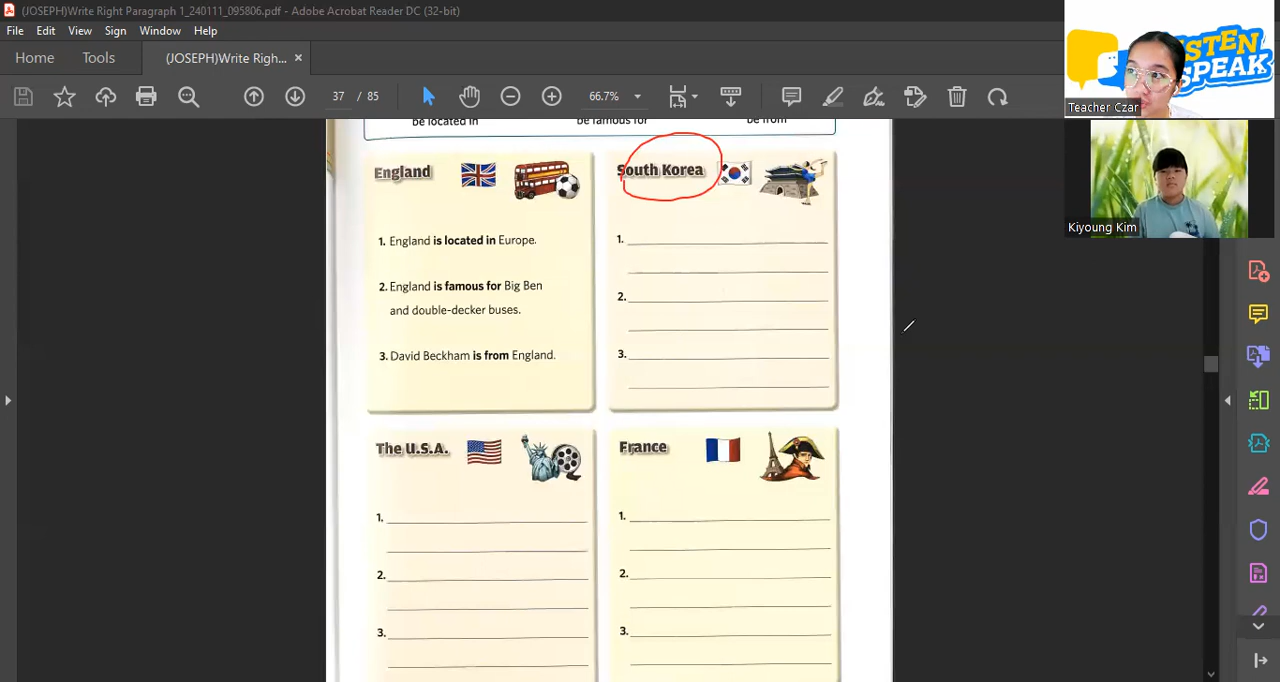 (JOSEPH)Write Right Paragraph 1_240111_095806.pdf - Adobe Acrobat Reader DC (32-bit)
File Edit View Sign Window Help
Home Tools (JOSEPH)Write Righ... ×
37 / 85 66.7%
be located in be famous for be from
England
1. England is located in Europe.
2. England is famous for Big Ben
and double-decker buses.
3. David Beckham is from England.
South Korea
1.
2.
3.
The U.S.A.
1.
2.
3.
France
1.
2.
3.
SPEAK
Teacher Czar
Kiyoung Kim